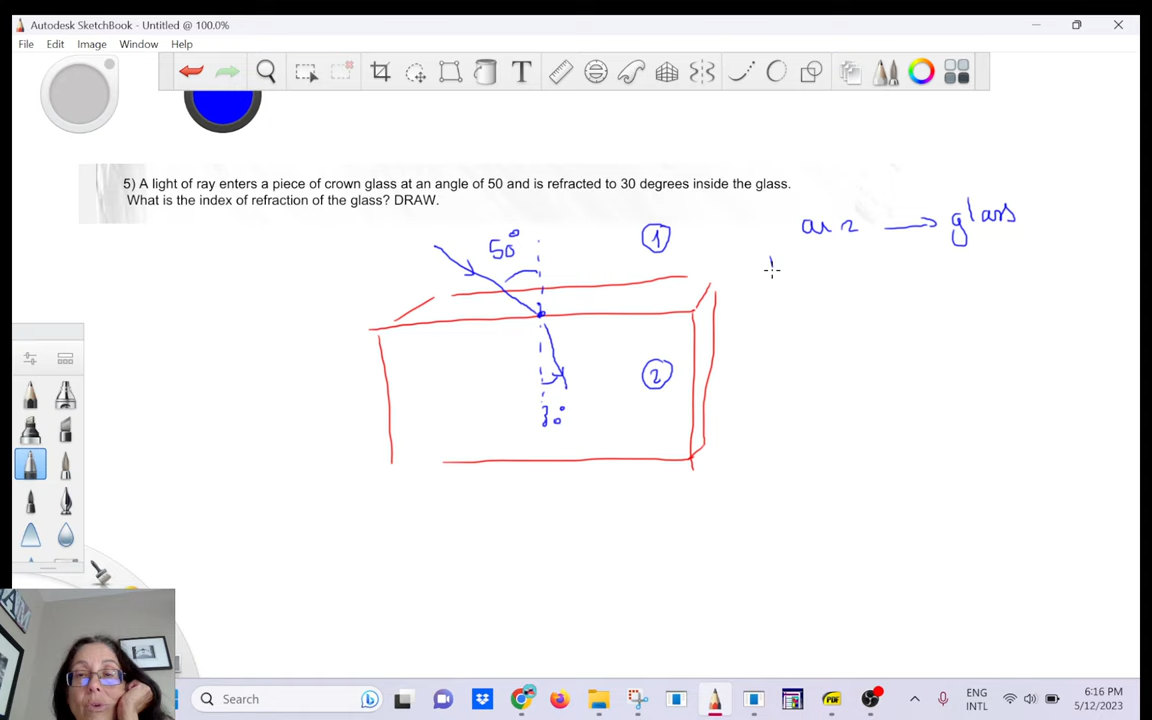 Autodesk SketchBook - Untitled @ 100.0%
File Edit Image Window Help
5) A light of ray enters a piece of crown glass at an angle of 50 and is refracted to 30 degrees inside the glass.
What is the index of refraction of the glass? DRAW.
air → glass
50°
1
2
30°
AM
Search
ENG
INTL
6:16 PM
5/12/2023